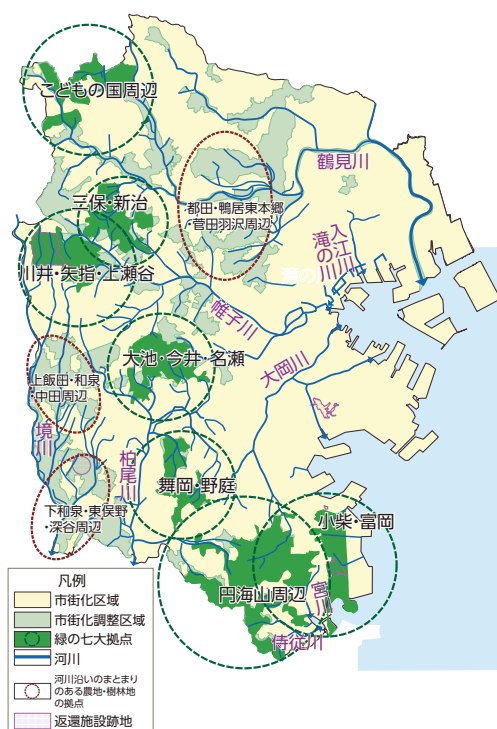 こどもの国周辺
鶴見川
三保・新治
都田・鴨居東本郷
・菅田羽沢周辺
入江川
滝の川
滝の川
川井・矢指・上瀬谷
帷子川
大池・今井・名瀬
大岡川
上飯田・和泉
・中田周辺
境川
柏尾川
舞岡・野庭
下和泉・東俣野
・深谷周辺
小柴・富岡
円海山周辺
宮川
侍従川
凡例
市街化区域
市街化調整区域
緑の七大拠点
河川
河川沿いのまとまり
のある農地・樹林地
の拠点
返還施設跡地